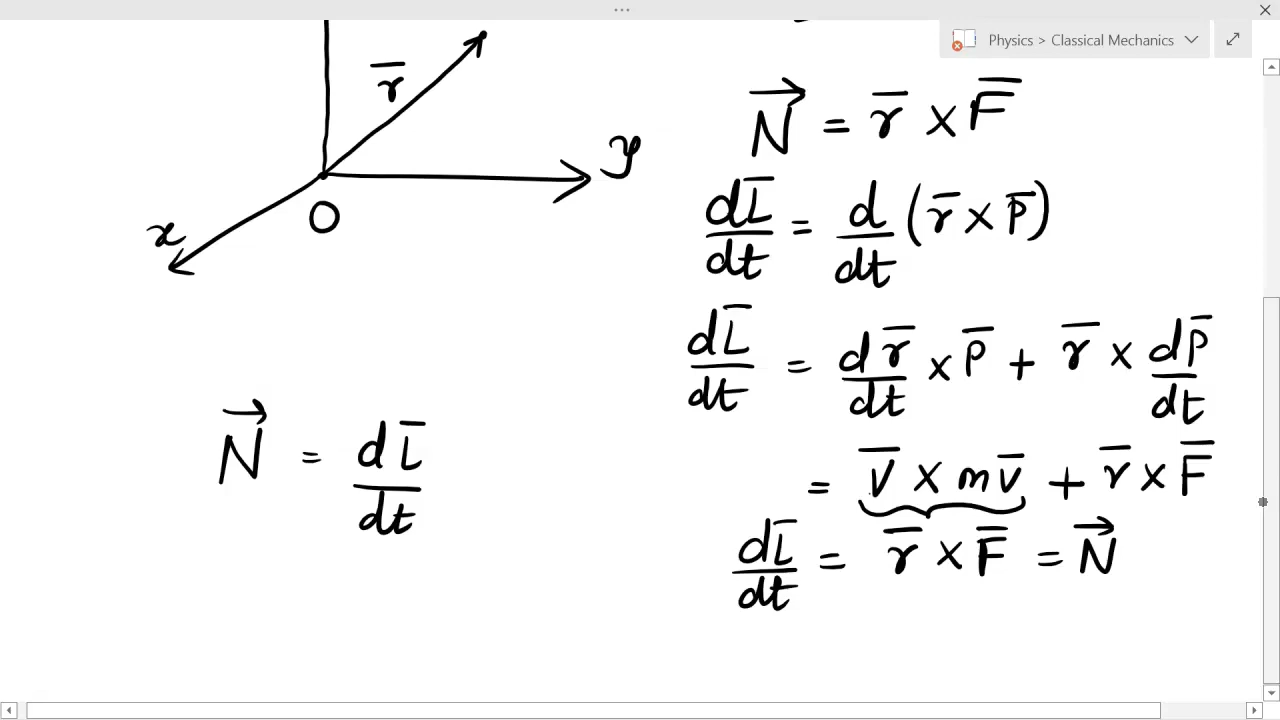 Physics > Classical Mechanics
r̅
y
O
x
N⃗ = r̅ × F̅
dL̅/dt = d/dt (r̅ × p̅)
dL̅/dt = dr̅/dt × p̅ + r̅ × dp̅/dt
= v̅ × mv̅ + r̅ × F̅
dL̅/dt = r̅ × F̅ = N⃗
N⃗ = dL̅/dt